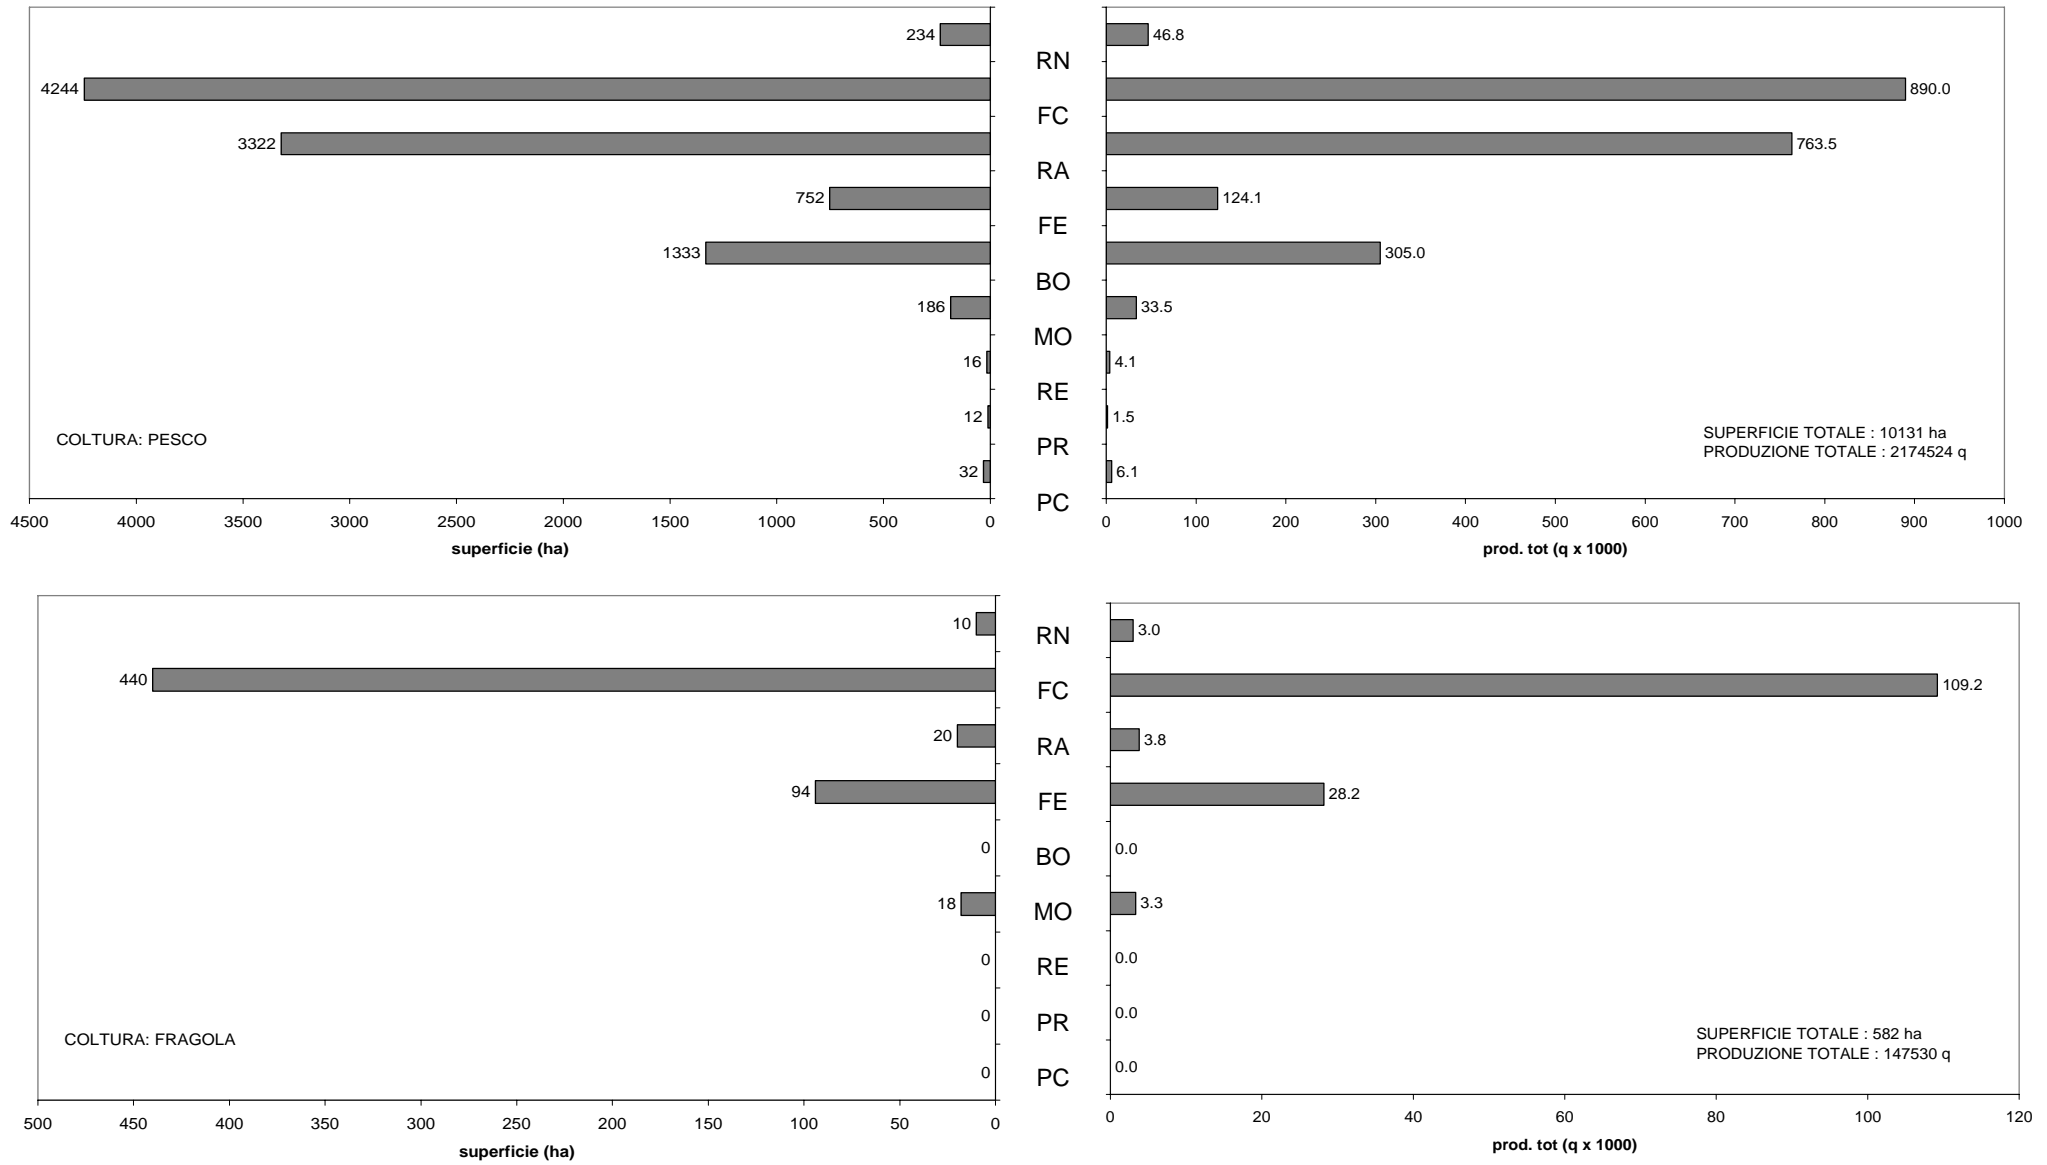 234
RN
46.8
4244
FC
890.0
3322
RA
763.5
752
FE
124.1
1333
BO
305.0
186
MO
33.5
16
RE
4.1
12
PR
1.5
32
PC
6.1
COLTURA: PESCO
SUPERFICIE TOTALE : 10131 ha
PRODUZIONE TOTALE : 2174524 q
4500 4000 3500 3000 2500 2000 1500 1000 500 0
superficie (ha)
0 100 200 300 400 500 600 700 800 900 1000
prod. tot (q x 1000)
10
RN
3.0
440
FC
109.2
20
RA
3.8
94
FE
28.2
0
BO
0.0
18
MO
3.3
0
RE
0.0
0
PR
0.0
0
PC
0.0
COLTURA: FRAGOLA
SUPERFICIE TOTALE : 582 ha
PRODUZIONE TOTALE : 147530 q
500 450 400 350 300 250 200 150 100 50 0
superficie (ha)
0 20 40 60 80 100 120
prod. tot (q x 1000)